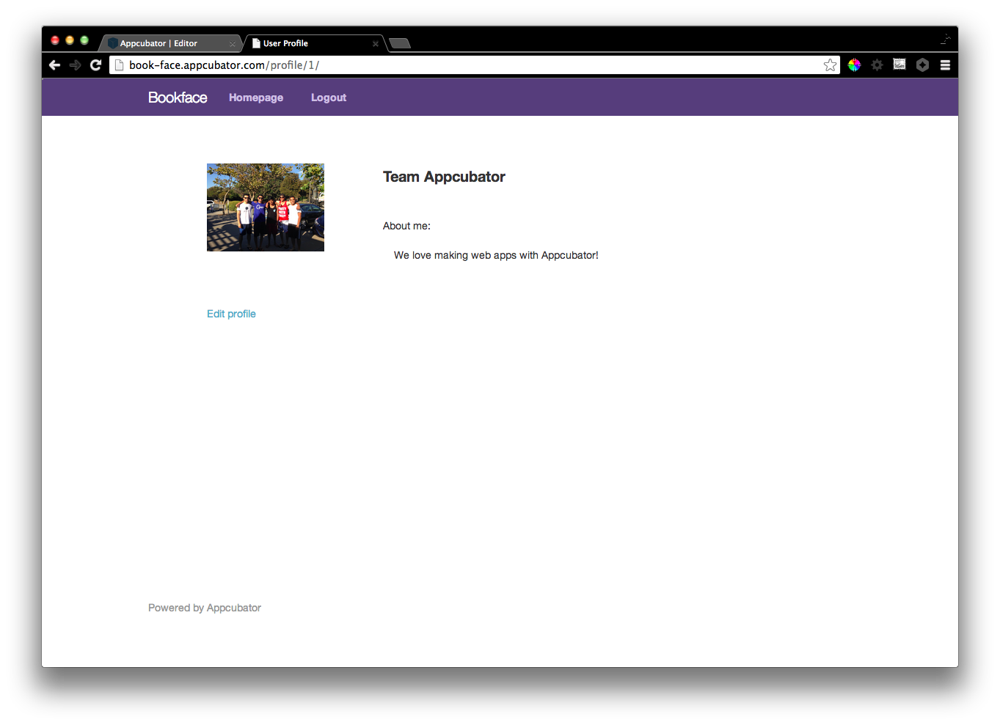 Appcubator | Editor
User Profile
book-face.appcubator.com/profile/1/
Bookface
Homepage
Logout
Team Appcubator
About me:
We love making web apps with Appcubator!
Edit profile
Powered by Appcubator